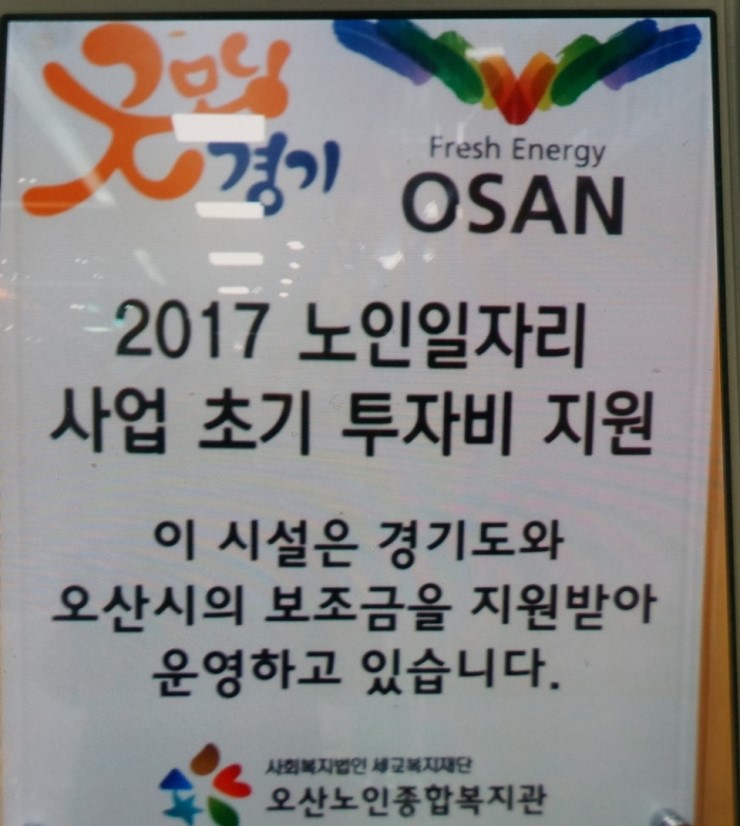 굿모닝
경기
Fresh Energy
OSAN
2017 노인일자리
사업 초기 투자비 지원
이 시설은 경기도와
오산시의 보조금을 지원받아
운영하고 있습니다.
사회복지법인 세교복지재단
오산노인종합복지관